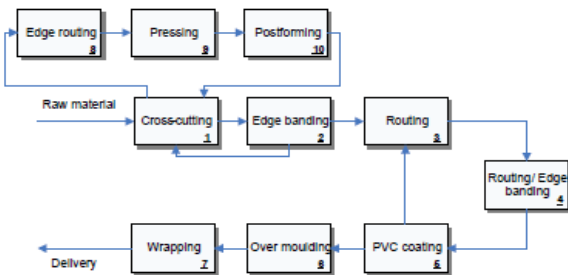 Edge routing
8
Pressing
9
Postforming
10
Raw material
Cross-cutting
1
Edge banding
2
Routing
3
Routing/ Edge
banding
4
Wrapping
7
Over moulding
6
PVC coating
5
Delivery